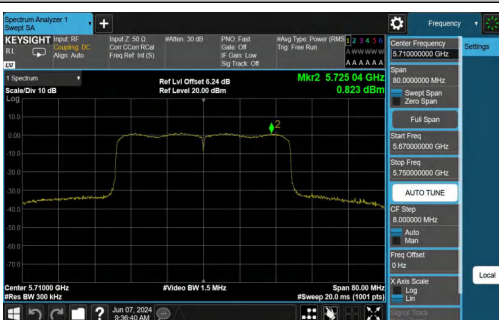 Spectrum Analyzer 1
Swept SA
Frequency
KEYSIGHT
R L
Input: RF
Coupling: DC
Align: Auto
Input Z: 50 Ω
Corr CCorr RCal
Freq Ref: Int (S)
#Atten: 30 dB
PNO: Fast
Gate: Off
IF Gain: Low
Sig Track: Off
#Avg Type: Power (RMS
Trig: Free Run
1 2 3 4 5 6
A W W W W W
A A A A A A
Center Frequency
5.710000000 GHz
Settings
Span
80.0000000 MHz
Swept Span
Zero Span
Full Span
Start Freq
5.670000000 GHz
Stop Freq
5.750000000 GHz
AUTO TUNE
CF Step
8.000000 MHz
Auto
Man
Freq Offset
0 Hz
X Axis Scale
Log
Lin
Signal Track
Local
1 Spectrum
Scale/Div 10 dB
Log
Ref Lvl Offset 6.24 dB
Ref Level 20.00 dBm
Mkr2 5.725 04 GHz
0.823 dBm
2
10.0
0.00
-10.0
-20.0
-30.0
-40.0
-50.0
-60.0
-70.0
Center 5.71000 GHz
#Res BW 300 kHz
#Video BW 1.5 MHz
Span 80.00 MHz
#Sweep 20.0 ms (1001 pts)
Jun 07, 2024
9:36:40 AM